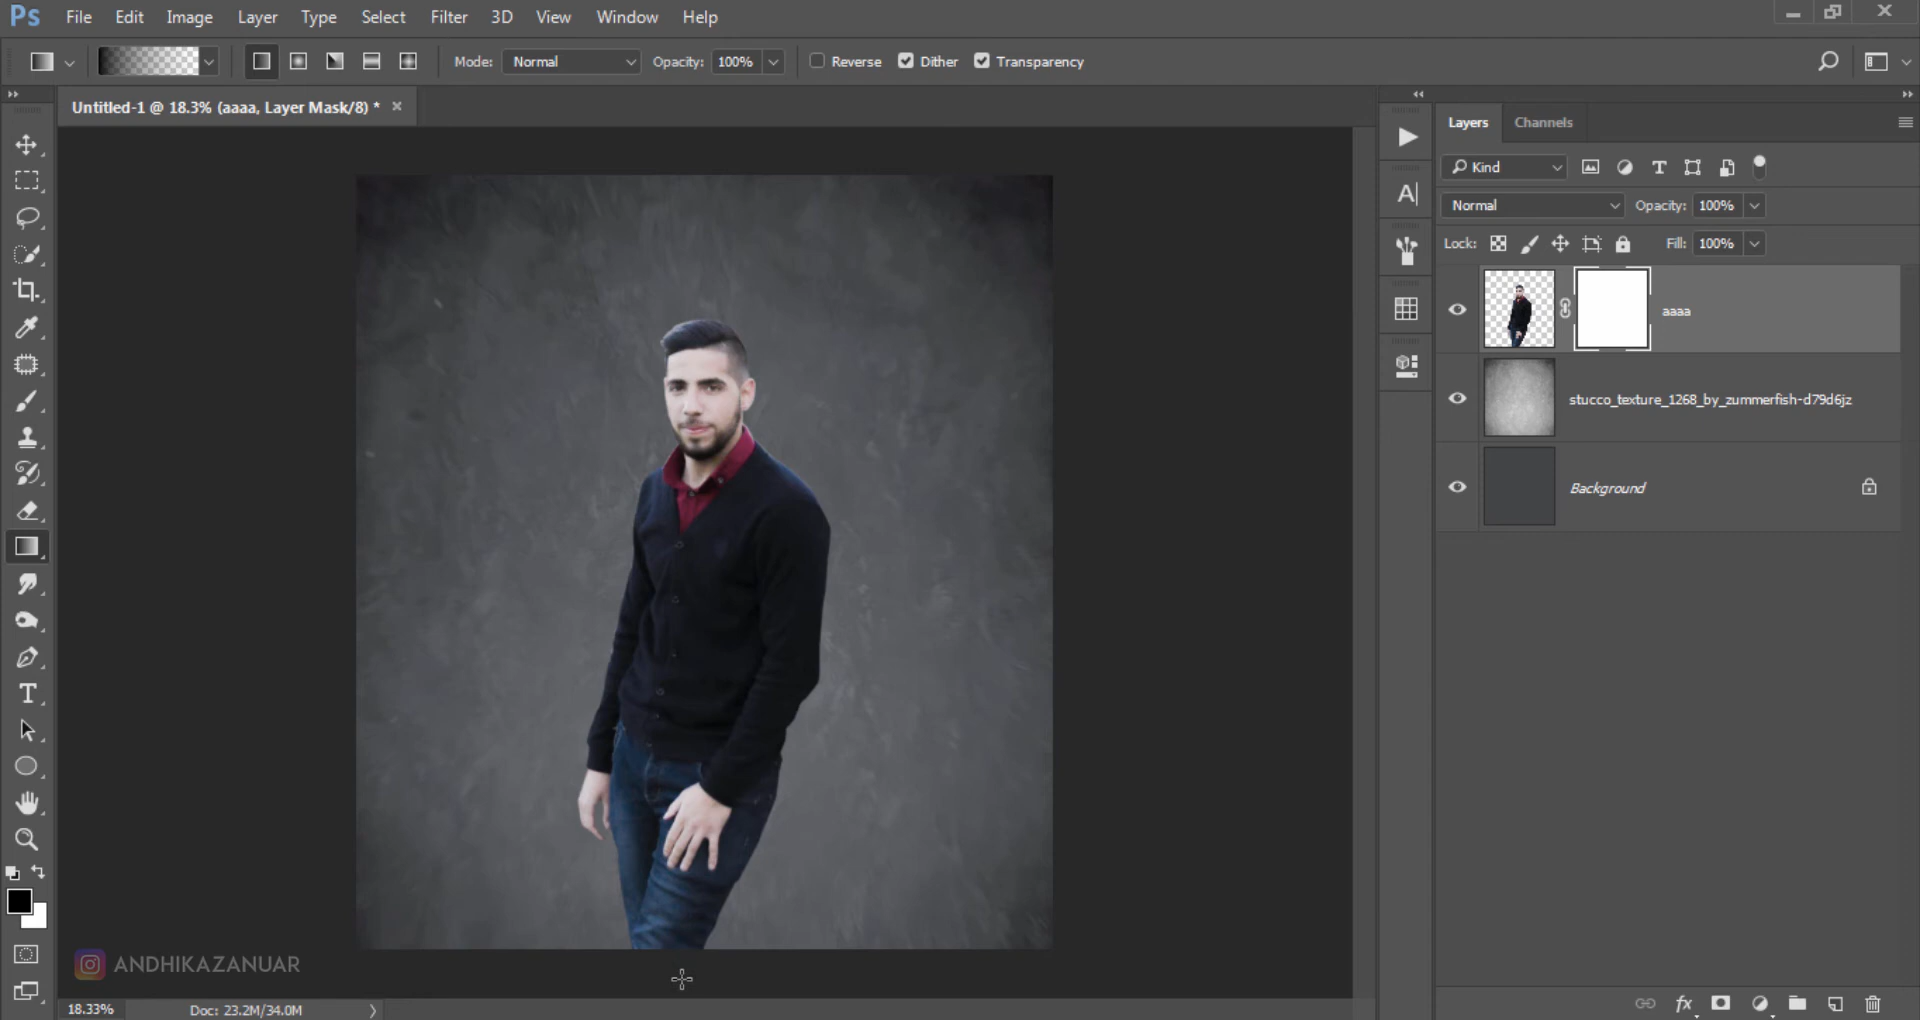 Ps File Edit Image Layer Type Select Filter 3D View Window Help
Mode: Normal Opacity: 100% Reverse Dither Transparency
Untitled-1 @ 18.3% (aaaa, Layer Mask/8) * ×
Layers Channels
Kind
Normal Opacity: 100%
Lock: Fill: 100%
aaaa
stucco_texture_1268_by_zummerfish-d79d6jz
Background
ANDHIKAZANUAR
18.33% Doc: 23.2M/34.0M